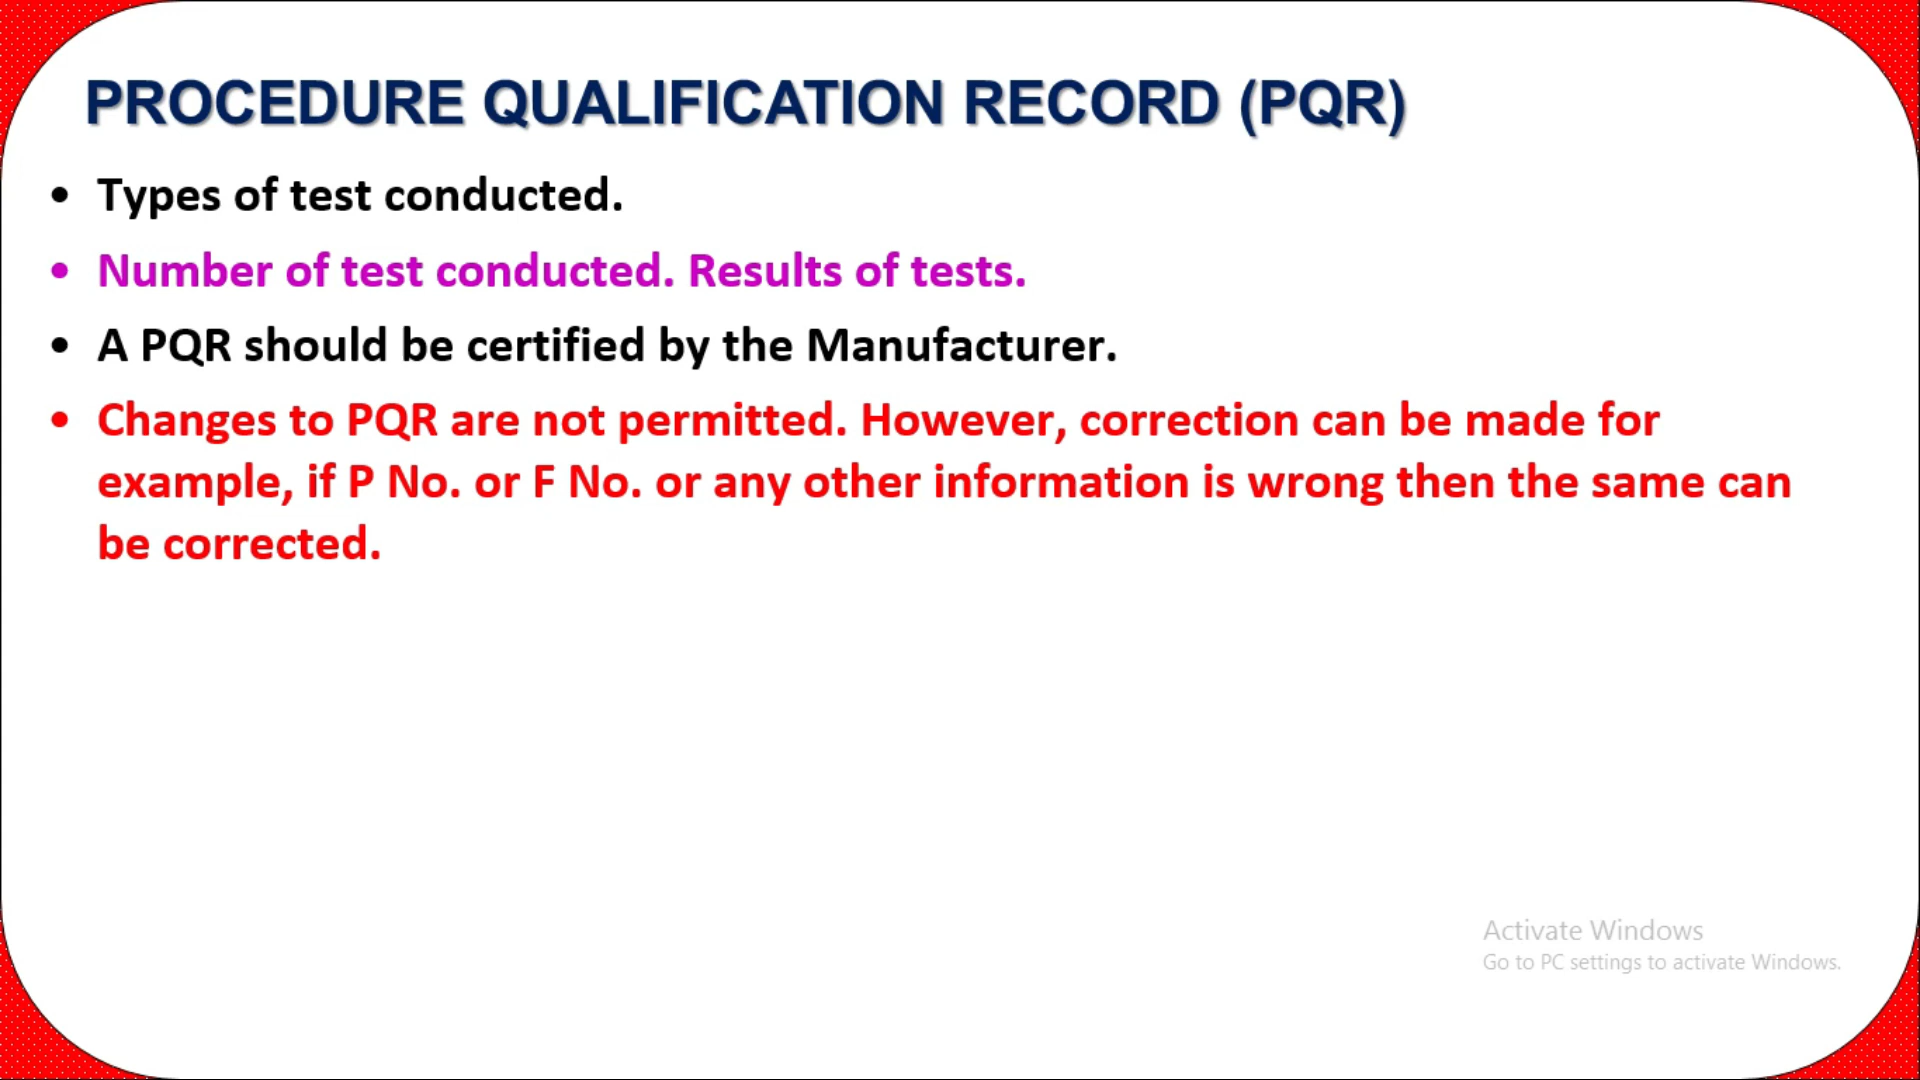 PROCEDURE QUALIFICATION RECORD (PQR)
• Types of test conducted.
• Number of test conducted. Results of tests.
• A PQR should be certified by the Manufacturer.
• Changes to PQR are not permitted. However, correction can be made for
example, if P No. or F No. or any other information is wrong then the same can
be corrected.
Activate Windows
Go to PC settings to activate Windows.